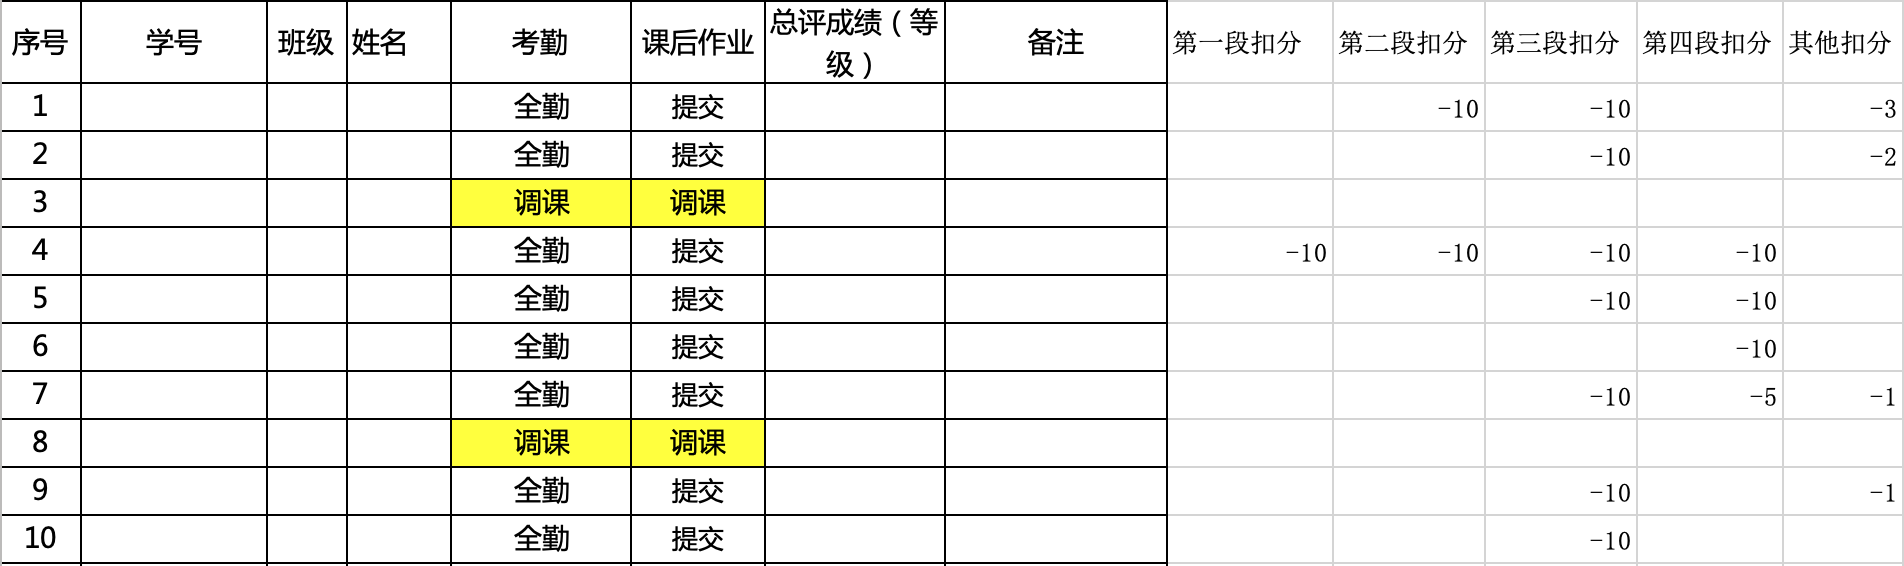 序号 学号 班级 姓名 考勤 课后作业 总评成绩（等级） 备注 第一段扣分 第二段扣分 第三段扣分 第四段扣分 其他扣分
1 全勤 提交 -10 -10 -3
2 全勤 提交 -10 -2
3 调课 调课
4 全勤 提交 -10 -10 -10 -10
5 全勤 提交 -10 -10
6 全勤 提交 -10
7 全勤 提交 -10 -5 -1
8 调课 调课
9 全勤 提交 -10 -1
10 全勤 提交 -10